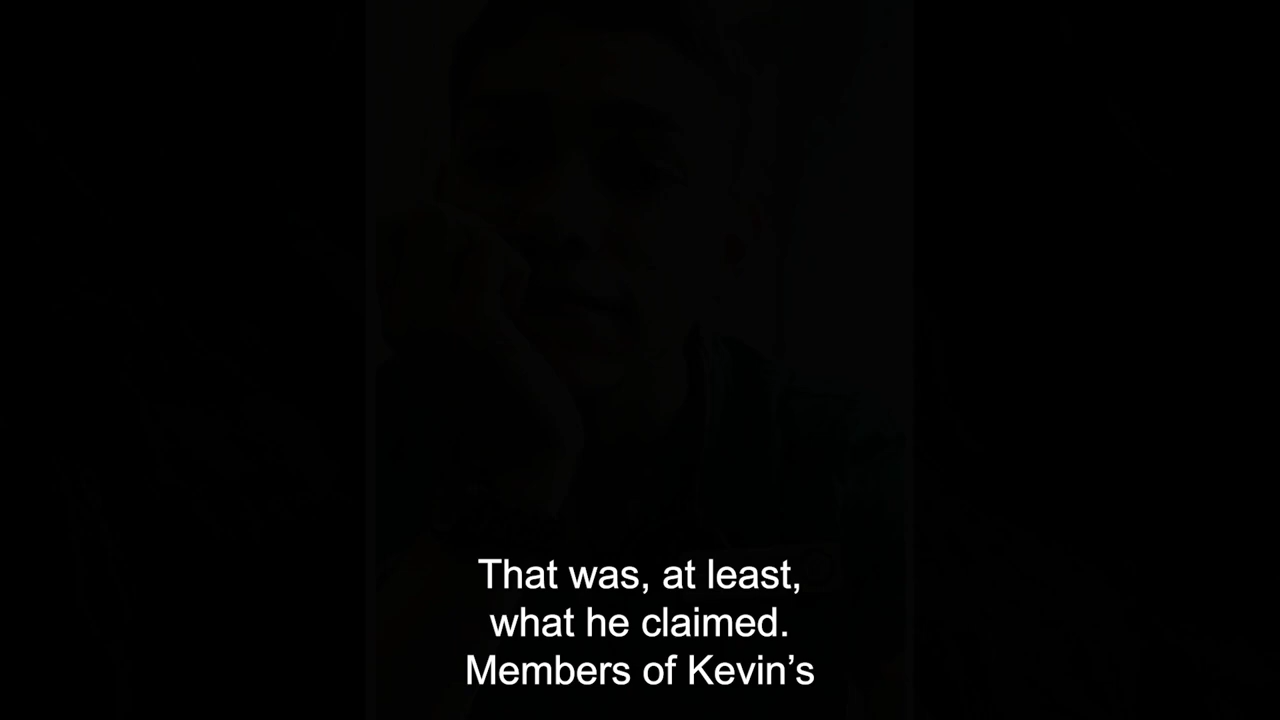 That was, at least,
what he claimed.
Members of Kevin’s